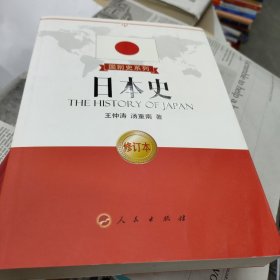 国别史系列
日本史
THE HISTORY OF JAPAN
王仲涛 汤重南 著
修订本
人民出版社